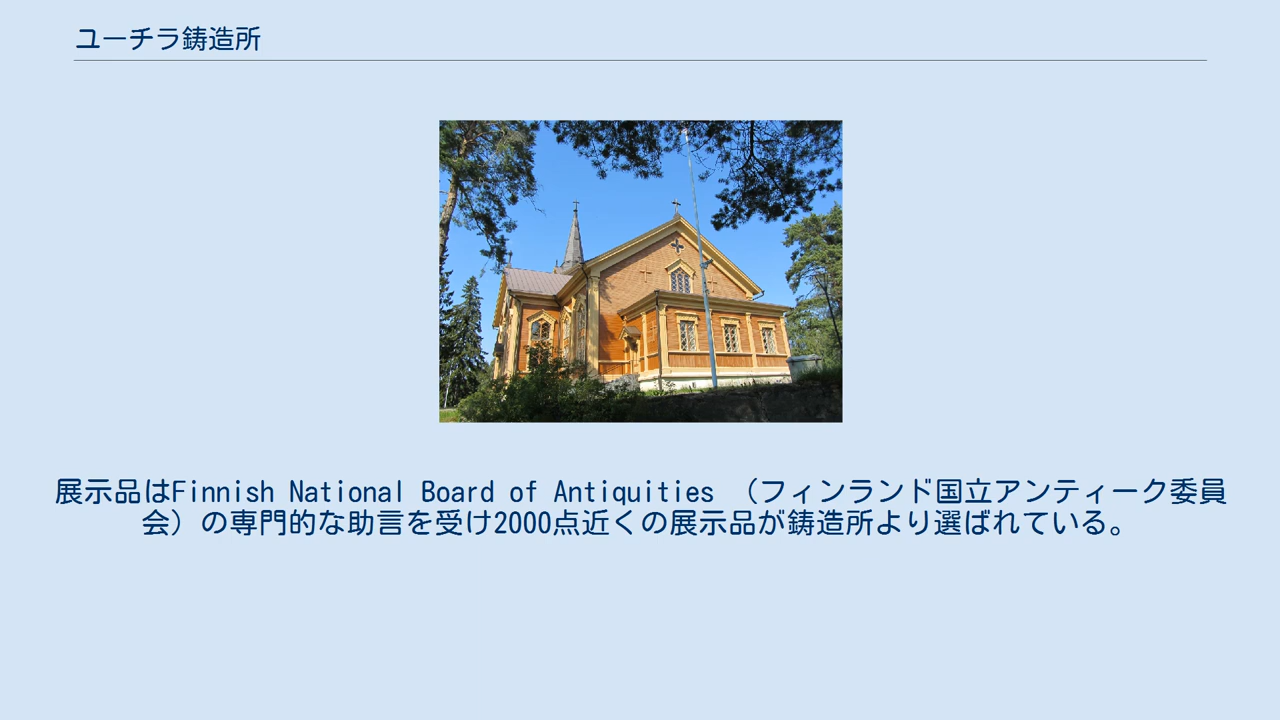 ユーチラ鋳造所
展示品はFinnish National Board of Antiquities （フィンランド国立アンティーク委員
会）の専門的な助言を受け2000点近くの展示品が鋳造所より選ばれている。